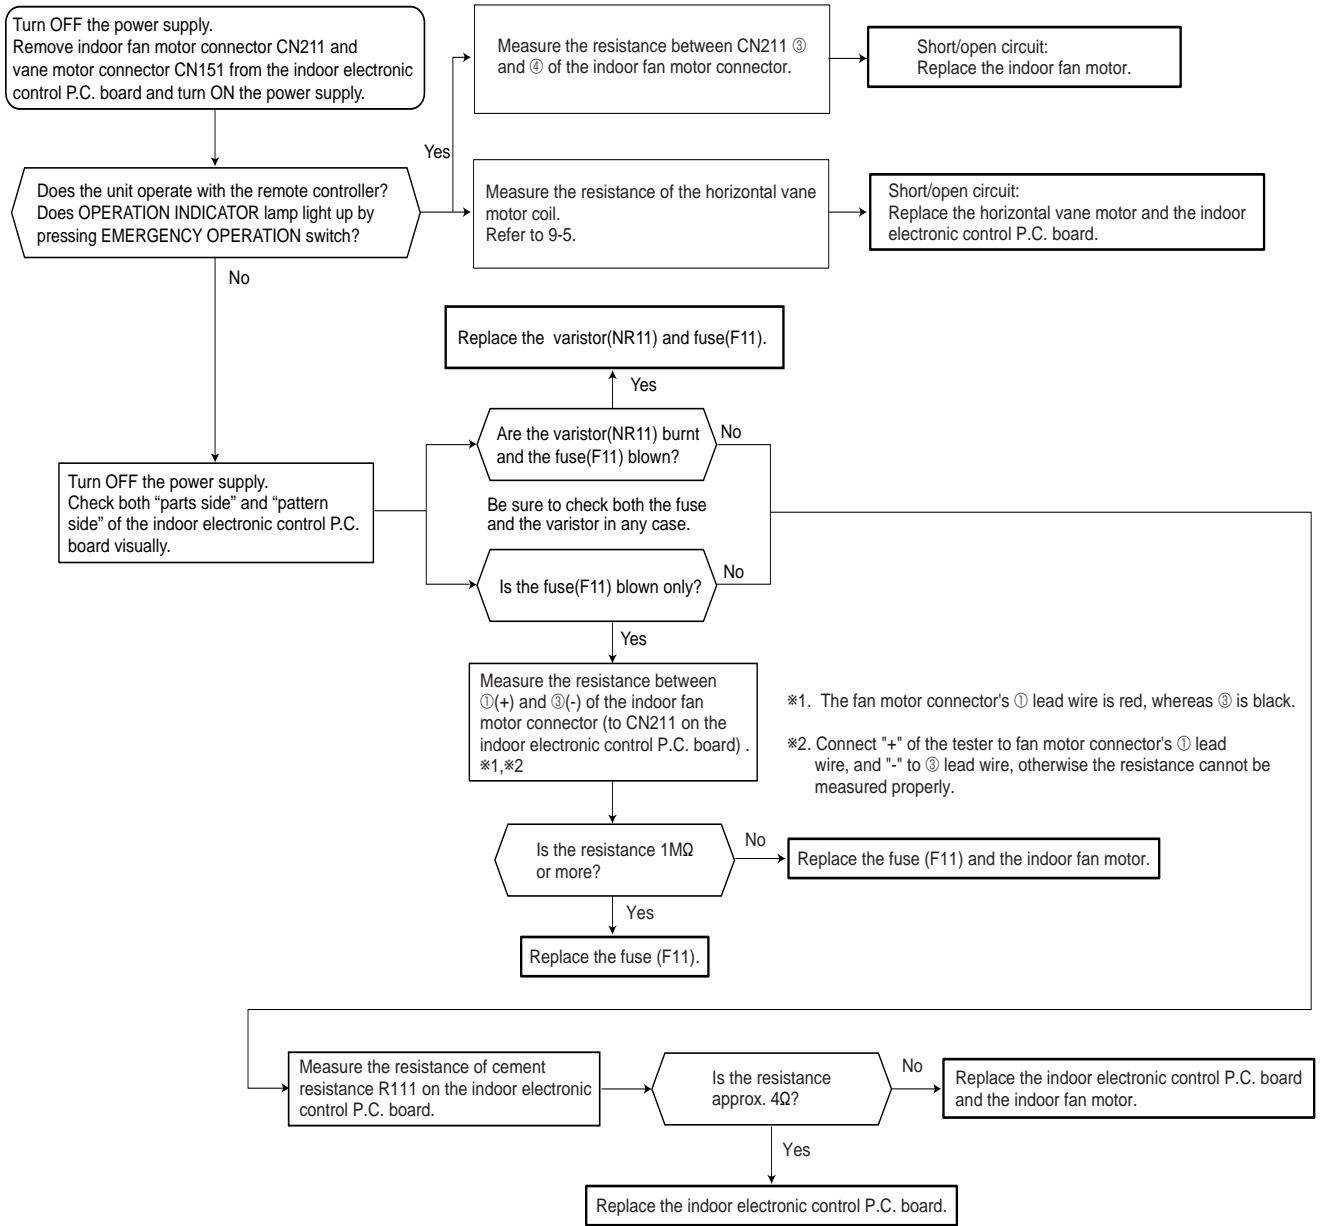 Turn OFF the power supply.
Remove indoor fan motor connector CN211 and
vane motor connector CN151 from the indoor electronic
control P.C. board and turn ON the power supply.
Does the unit operate with the remote controller?
Does OPERATION INDICATOR lamp light up by
pressing EMERGENCY OPERATION switch?
Yes
Measure the resistance between CN211 ③
and ④ of the indoor fan motor connector.
Short/open circuit:
Replace the indoor fan motor.
Measure the resistance of the horizontal vane
motor coil.
Refer to 9-5.
Short/open circuit:
Replace the horizontal vane motor and the indoor
electronic control P.C. board.
No
Turn OFF the power supply.
Check both “parts side” and “pattern
side” of the indoor electronic control P.C.
board visually.
Replace the varistor(NR11) and fuse(F11).
Yes
Are the varistor(NR11) burnt
and the fuse(F11) blown?
No
Be sure to check both the fuse
and the varistor in any case.
Is the fuse(F11) blown only?
No
Yes
Measure the resistance between
①(+) and ③(-) of the indoor fan
motor connector (to CN211 on the
indoor electronic control P.C. board) .
※1,※2
※1. The fan motor connector's ① lead wire is red, whereas ③ is black.
※2. Connect "+" of the tester to fan motor connector's ① lead
wire, and "-" to ③ lead wire, otherwise the resistance cannot be
measured properly.
Is the resistance 1MΩ
or more?
No
Replace the fuse (F11) and the indoor fan motor.
Yes
Replace the fuse (F11).
Measure the resistance of cement
resistance R111 on the indoor electronic
control P.C. board.
Is the resistance
approx. 4Ω?
No
Replace the indoor electronic control P.C. board
and the indoor fan motor.
Yes
Replace the indoor electronic control P.C. board.